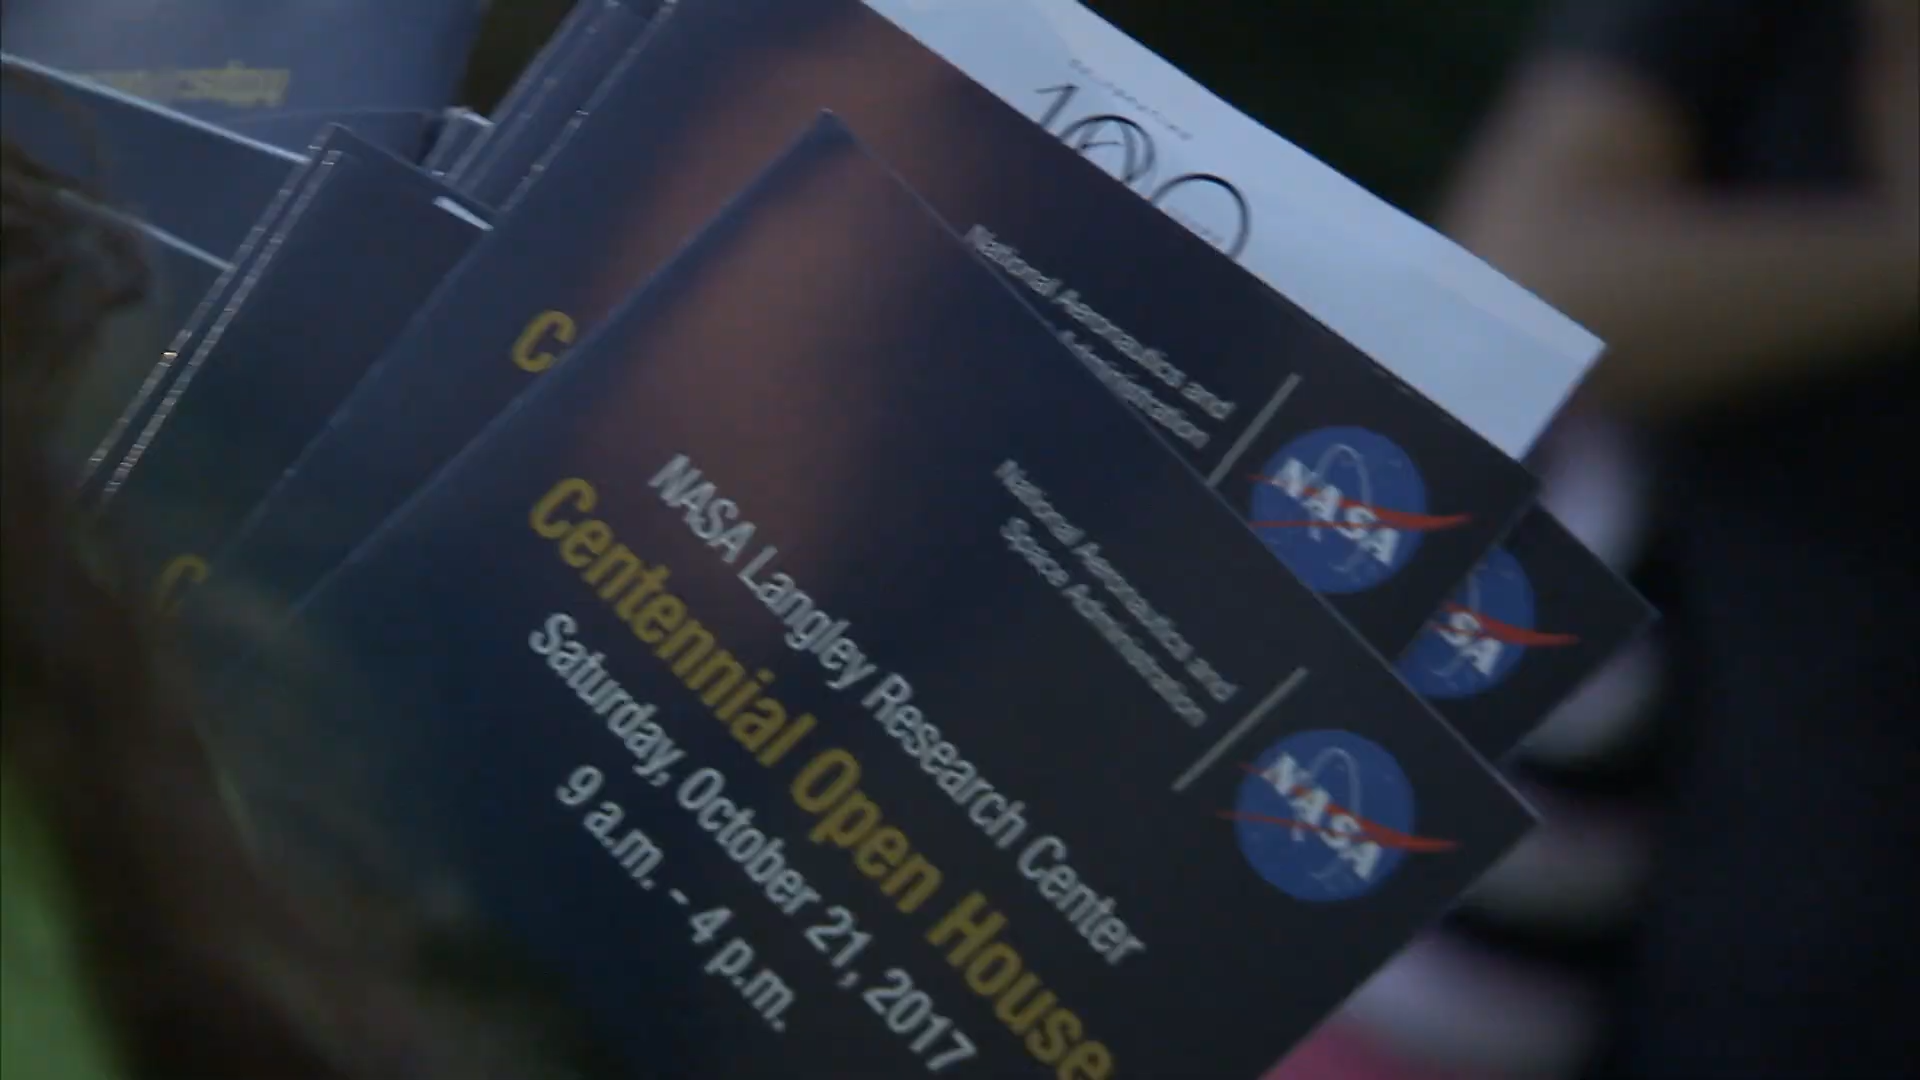 100
National Aeronautics and
Administration
NASA
C
SA
National Aeronautics and
Space Administration
NASA
NASA Langley Research Center
Centennial Open House
Saturday, October 21, 2017
9 a.m. - 4 p.m.
C